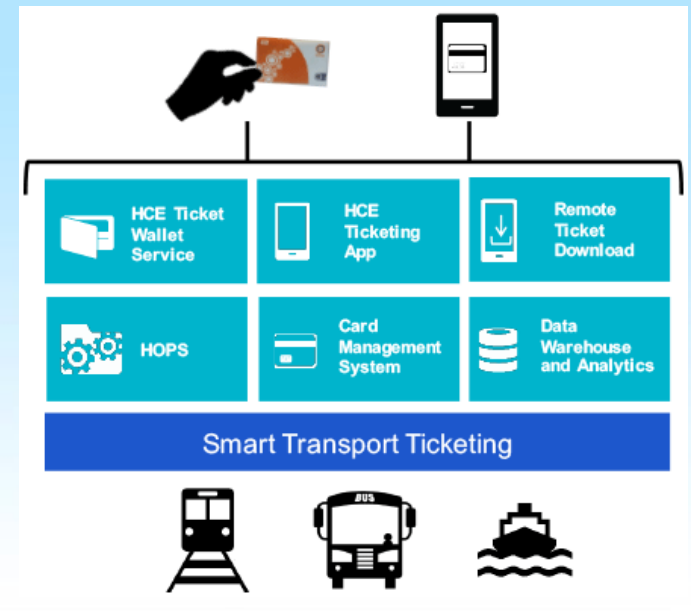 HCE Ticket
Wallet
Service
HCE
Ticketing
App
Remote
Ticket
Download
HOPS
Card
Management
System
Data
Warehouse
and Analytics
Smart Transport Ticketing
BUS